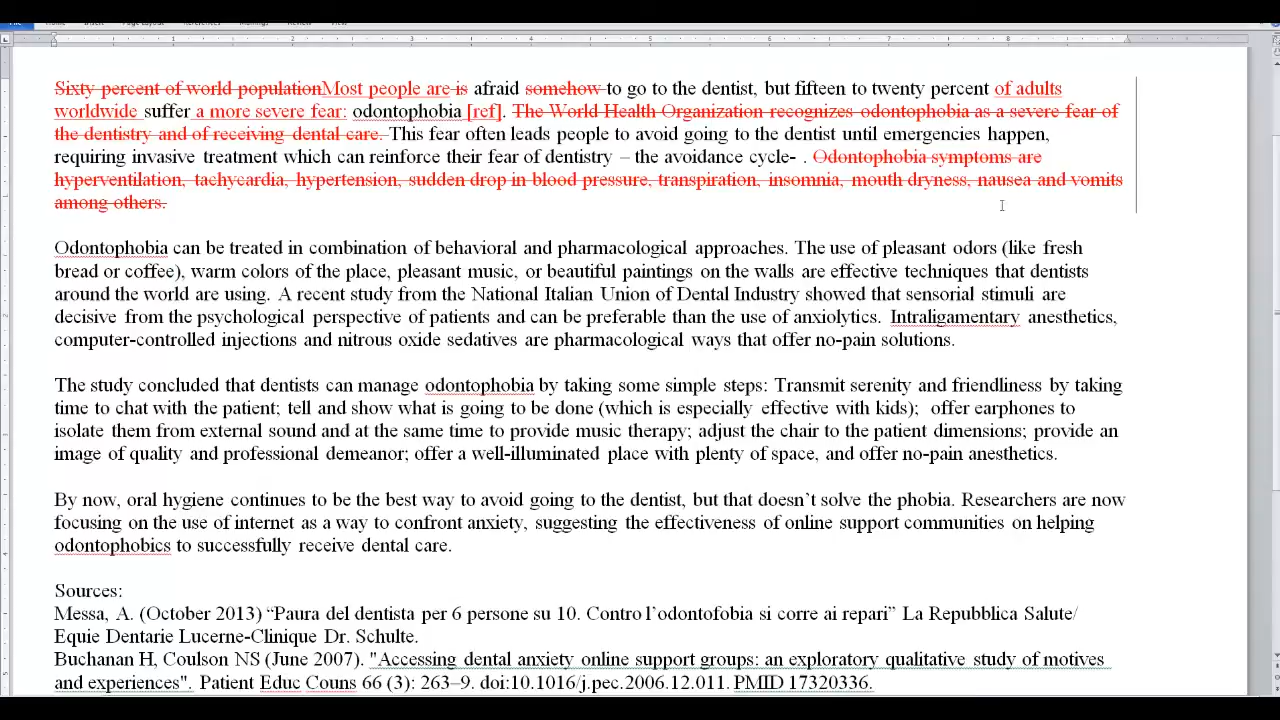 Sixty percent of world populationMost people are is afraid somehow to go to the dentist, but fifteen to twenty percent of adults
worldwide suffer a more severe fear: odontophobia [ref]. The World Health Organization recognizes odontophobia as a severe fear of
the dentistry and of receiving dental care. This fear often leads people to avoid going to the dentist until emergencies happen,
requiring invasive treatment which can reinforce their fear of dentistry – the avoidance cycle- . Odontophobia symptoms are
hyperventilation, tachycardia, hypertension, sudden drop in blood pressure, transpiration, insomnia, mouth dryness, nausea and vomits
among others.
Odontophobia can be treated in combination of behavioral and pharmacological approaches. The use of pleasant odors (like fresh
bread or coffee), warm colors of the place, pleasant music, or beautiful paintings on the walls are effective techniques that dentists
around the world are using. A recent study from the National Italian Union of Dental Industry showed that sensorial stimuli are
decisive from the psychological perspective of patients and can be preferable than the use of anxiolytics. Intraligamentary anesthetics,
computer-controlled injections and nitrous oxide sedatives are pharmacological ways that offer no-pain solutions.
The study concluded that dentists can manage odontophobia by taking some simple steps: Transmit serenity and friendliness by taking
time to chat with the patient; tell and show what is going to be done (which is especially effective with kids); offer earphones to
isolate them from external sound and at the same time to provide music therapy; adjust the chair to the patient dimensions; provide an
image of quality and professional demeanor; offer a well-illuminated place with plenty of space, and offer no-pain anesthetics.
By now, oral hygiene continues to be the best way to avoid going to the dentist, but that doesn't solve the phobia. Researchers are now
focusing on the use of internet as a way to confront anxiety, suggesting the effectiveness of online support communities on helping
odontophobics to successfully receive dental care.
Sources:
Messa, A. (October 2013) “Paura del dentista per 6 persone su 10. Contro l’odontofobia si corre ai repari” La Repubblica Salute/
Equie Dentarie Lucerne-Clinique Dr. Schulte.
Buchanan H, Coulson NS (June 2007). "Accessing dental anxiety online support groups: an exploratory qualitative study of motives
and experiences". Patient Educ Couns 66 (3): 263–9. doi:10.1016/j.pec.2006.12.011. PMID 17320336.